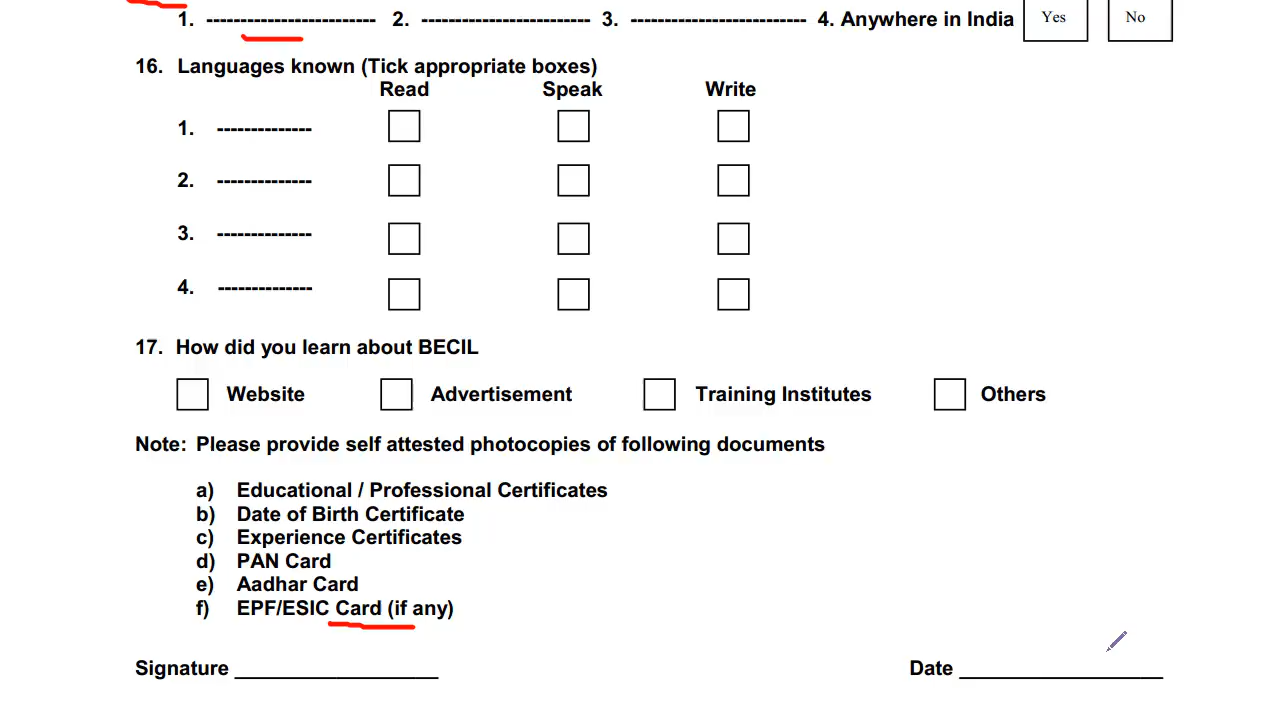 1. ------------------------- 2. ------------------------- 3. -------------------------- 4. Anywhere in India Yes No
16. Languages known (Tick appropriate boxes)
Read Speak Write
1. --------------
2. --------------
3. --------------
4. --------------
17. How did you learn about BECIL
Website Advertisement Training Institutes Others
Note: Please provide self attested photocopies of following documents
a) Educational / Professional Certificates
b) Date of Birth Certificate
c) Experience Certificates
d) PAN Card
e) Aadhar Card
f) EPF/ESIC Card (if any)
Signature __________________ Date __________________